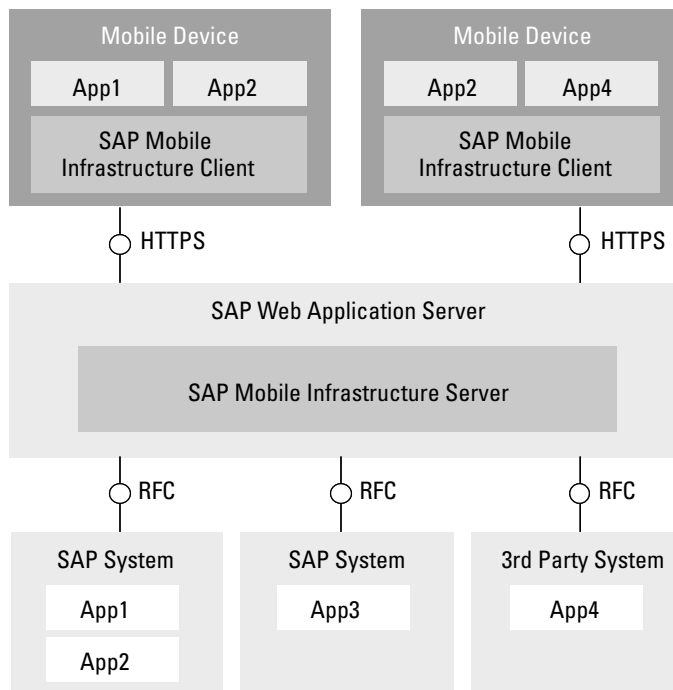 Mobile Device
Mobile Device
App1
App2
App2
App4
SAP Mobile
Infrastructure Client
SAP Mobile
Infrastructure Client
HTTPS
HTTPS
SAP Web Application Server
SAP Mobile Infrastructure Server
RFC
RFC
RFC
SAP System
SAP System
3rd Party System
App1
App3
App4
App2